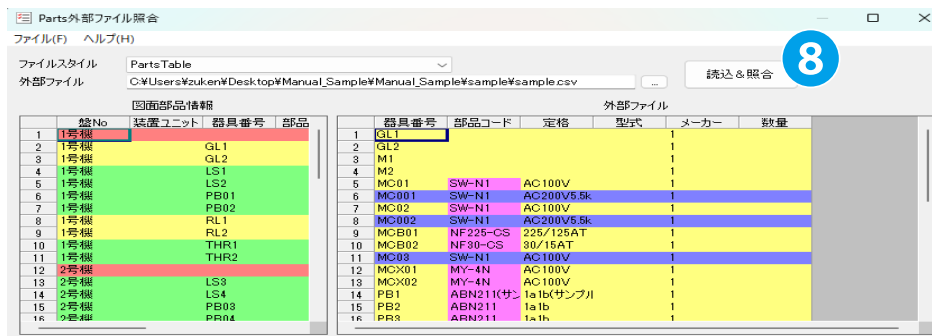 Parts外部ファイル照合
ファイル(F) ヘルプ(H)
ファイルスタイル PartsTable
外部ファイル C:¥Users¥zuken¥Desktop¥Manual_Sample¥Manual_Sample¥sample¥sample.csv ... 読込&照合 8
図面部品情報 外部ファイル
盤No 装置ユニット 器具番号 部品
1 1号機
2 1号機 GL1
3 1号機 GL2
4 1号機 LS1
5 1号機 LS2
6 1号機 PB01
7 1号機 PB02
8 1号機 RL1
9 1号機 RL2
10 1号機 THR1
11 1号機 THR2
12 2号機
13 2号機 LS3
14 2号機 LS4
15 2号機 PB03
16 2号機 PB04
器具番号 部品コード 定格 型式 メーカー 数量
1 GL1 1
2 GL2 1
3 M1 1
4 M2 1
5 MC01 SW-N1 AC100V 1
6 MC001 SW-N1 AC200V5.5k 1
7 MC02 SW-N1 AC100V 1
8 MC002 SW-N1 AC200V5.5k 1
9 MCB01 NF225-CS 225/125AT 1
10 MCB02 NF30-CS 30/15AT 1
11 MC03 SW-N1 AC100V 1
12 MCX01 MY-4N AC100V 1
13 MCX02 MY-4N AC100V 1
14 PB1 ABN211(サン 1a1b(サンプル 1
15 PB2 ABN211 1a1b 1
16 PB3 ABN211 1a1b 1